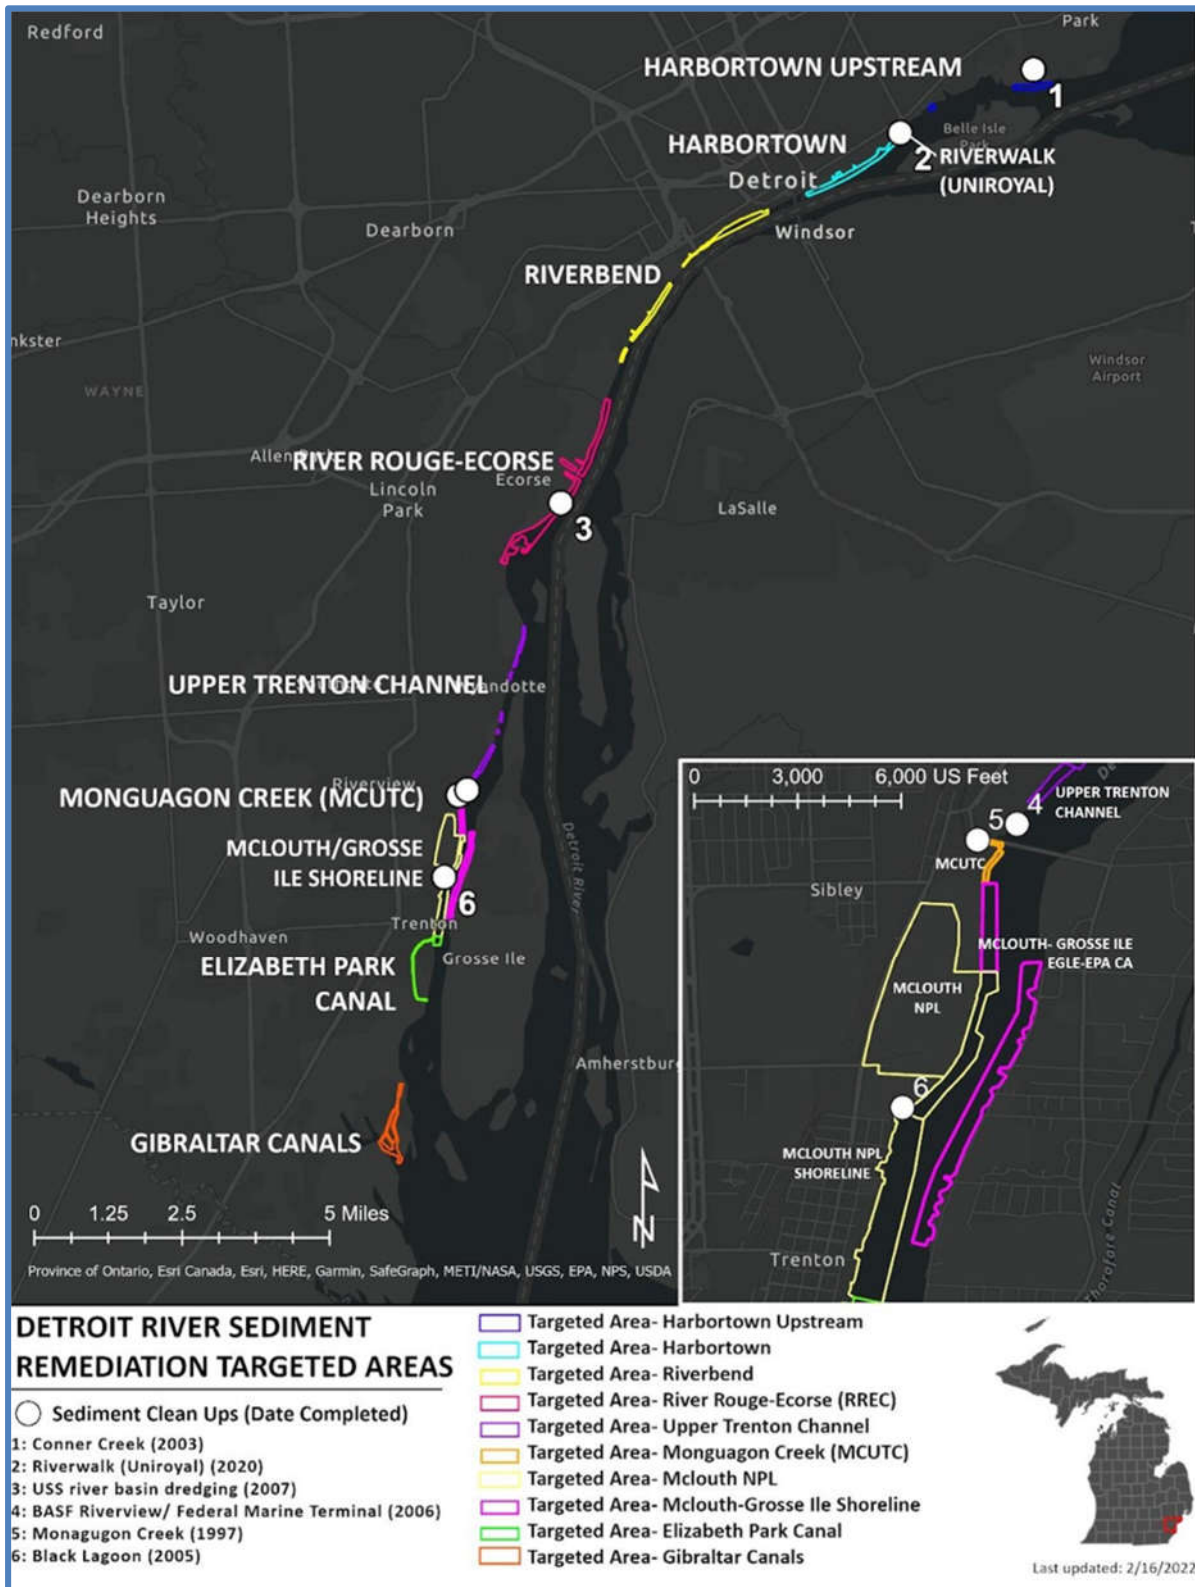 Redford
Park
HARBORTOWN UPSTREAM
1
Belle Isle
Park
HARBORTOWN
2 RIVERWALK
(UNIROYAL)
Detroit
Dearborn
Heights
Dearborn
Windsor
RIVERBEND
nkster
Windsor
Airport
WAYNE
Allen
RIVER ROUGE-ECORSE
Ecorse
Lincoln
Park
LaSalle
3
Taylor
UPPER TRENTON CHANNEL
yandotte
Riverview
MONGUAGON CREEK (MCUTC)
MCLOUTH/GROSSE
ILE SHORELINE
6
Detroit River
Trenton
Woodhaven
Grosse Ile
ELIZABETH PARK
CANAL
Amherstbur
GIBRALTAR CANALS
N
0 1.25 2.5 5 Miles
Province of Ontario, Esri Canada, Esri, HERE, Garmin, SafeGraph, METI/NASA, USGS, EPA, NPS, USDA
0 3,000 6,000 US Feet
De
4 UPPER TRENTON
CHANNEL
5
MCUTC
Sibley
MCLOUTH- GROSSE ILE
EGLE-EPA CA
MCLOUTH
NPL
6
MCLOUTH NPL
SHORELINE
Trenton
Thorofare Canal
DETROIT RIVER SEDIMENT
REMEDIATION TARGETED AREAS
Sediment Clean Ups (Date Completed)
1: Conner Creek (2003)
2: Riverwalk (Uniroyal) (2020)
3: USS river basin dredging (2007)
4: BASF Riverview/ Federal Marine Terminal (2006)
5: Monagugon Creek (1997)
6: Black Lagoon (2005)
Targeted Area- Harbortown Upstream
Targeted Area- Harbortown
Targeted Area- Riverbend
Targeted Area- River Rouge-Ecorse (RREC)
Targeted Area- Upper Trenton Channel
Targeted Area- Monguagon Creek (MCUTC)
Targeted Area- Mclouth NPL
Targeted Area- Mclouth-Grosse Ile Shoreline
Targeted Area- Elizabeth Park Canal
Targeted Area- Gibraltar Canals
Last updated: 2/16/2022